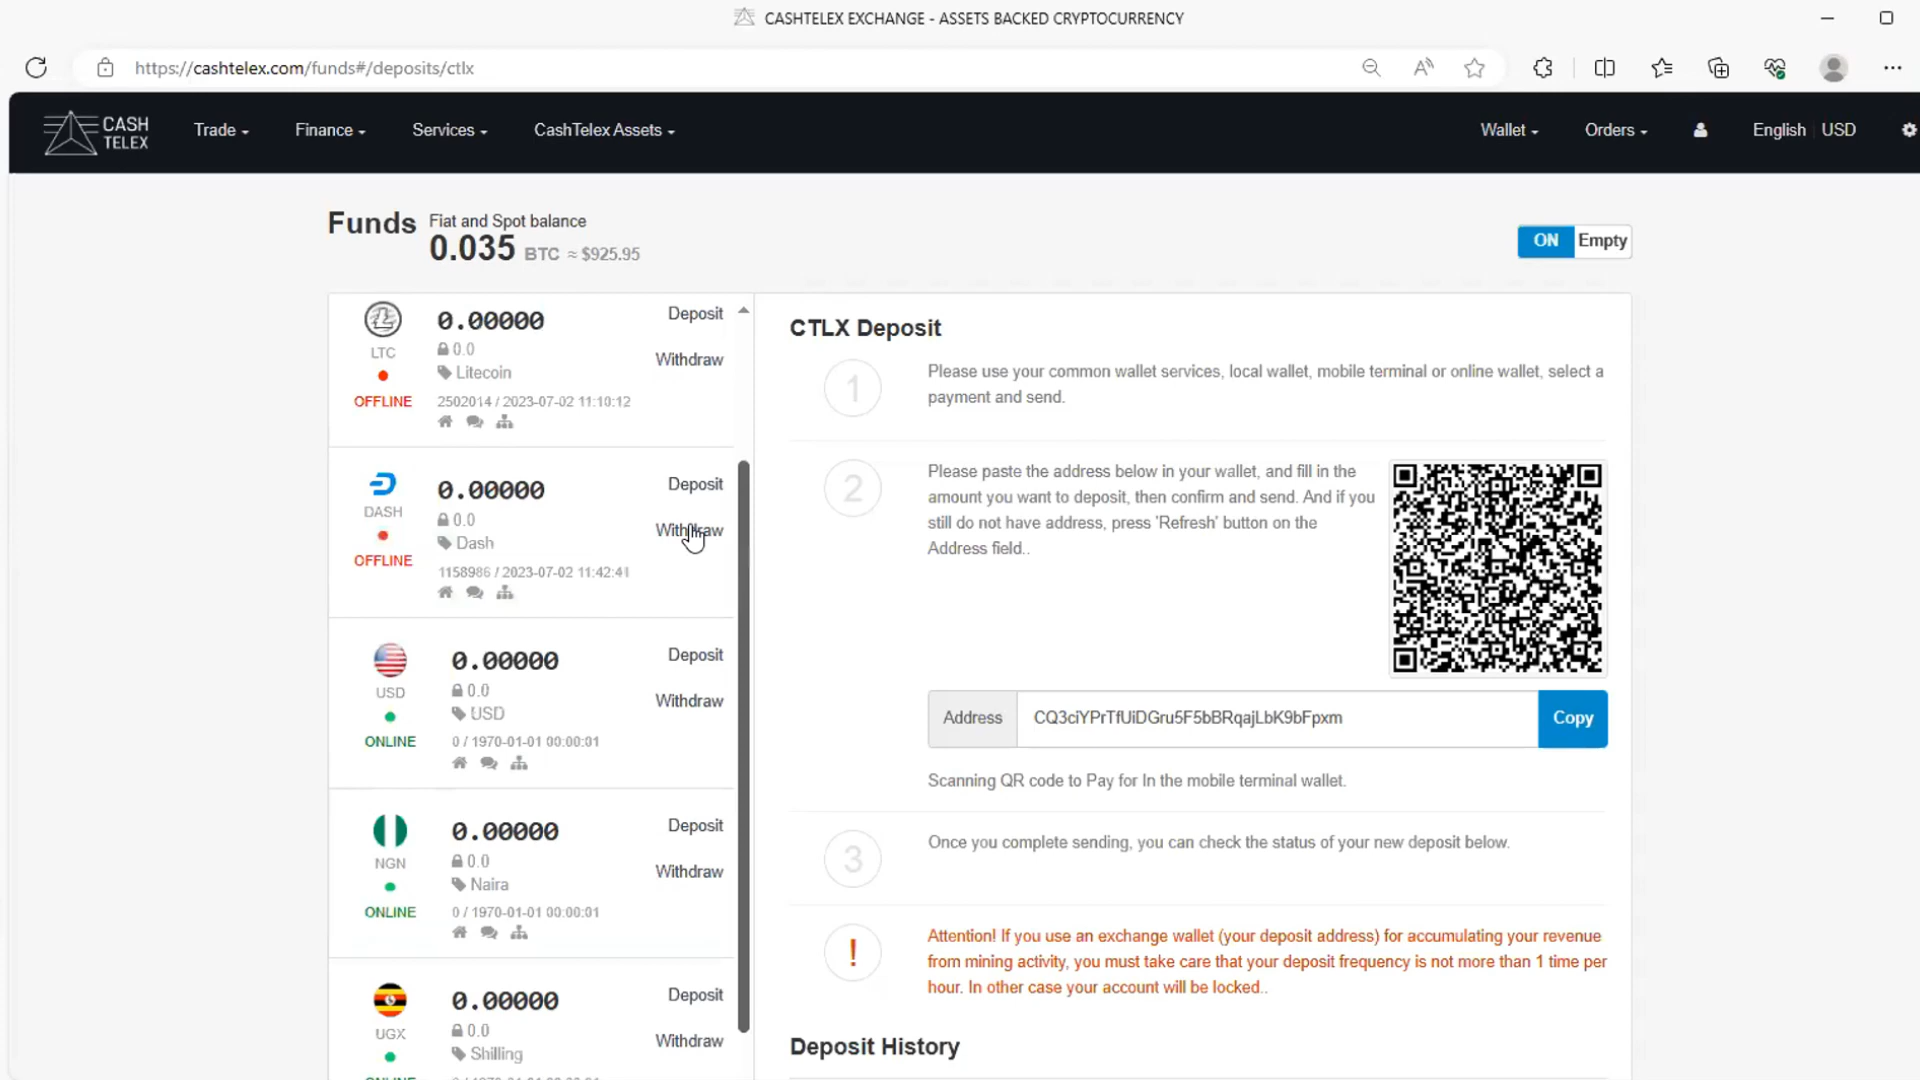 CASHTELEX EXCHANGE - ASSETS BACKED CRYPTOCURRENCY
https://cashtelex.com/funds#/deposits/ctlx
CASH TELEX
Trade
Finance
Services
CashTelex Assets
Wallet
Orders
English
USD
Funds
Fiat and Spot balance
0.035 BTC ≈ $925.95
ON Empty
0.00000
Deposit
LTC
0.0
Withdraw
Litecoin
OFFLINE
2502014 / 2023-07-02 11:10:12
0.00000
Deposit
DASH
0.0
Withdraw
Dash
OFFLINE
1158986 / 2023-07-02 11:42:41
0.00000
Deposit
USD
0.0
Withdraw
USD
ONLINE
0 / 1970-01-01 00:00:01
0.00000
Deposit
NGN
0.0
Withdraw
Naira
ONLINE
0 / 1970-01-01 00:00:01
0.00000
Deposit
UGX
0.0
Withdraw
Shilling
CTLX Deposit
1
Please use your common wallet services, local wallet, mobile terminal or online wallet, select a
payment and send.
2
Please paste the address below in your wallet, and fill in the
amount you want to deposit, then confirm and send. And if you
still do not have address, press 'Refresh' button on the
Address field..
Address CQ3ciYPrTfUiDGru5F5bBRqajLbK9bFpxm Copy
Scanning QR code to Pay for In the mobile terminal wallet.
3
Once you complete sending, you can check the status of your new deposit below.
!
Attention! If you use an exchange wallet (your deposit address) for accumulating your revenue
from mining activity, you must take care that your deposit frequency is not more than 1 time per
hour. In other case your account will be locked..
Deposit History